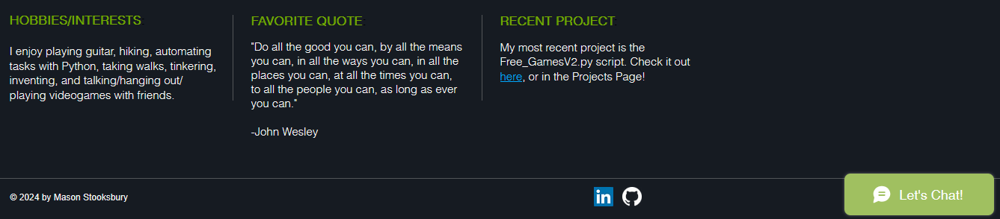 HOBBIES/INTERESTS
I enjoy playing guitar, hiking, automating
tasks with Python, taking walks, tinkering,
inventing, and talking/hanging out/
playing videogames with friends.
FAVORITE QUOTE
"Do all the good you can, by all the means
you can, in all the ways you can, in all the
places you can, at all the times you can,
to all the people you can, as long as ever
you can."
-John Wesley
RECENT PROJECT
My most recent project is the
Free_GamesV2.py script. Check it out
here, or in the Projects Page!
© 2024 by Mason Stooksbury
in
Let's Chat!